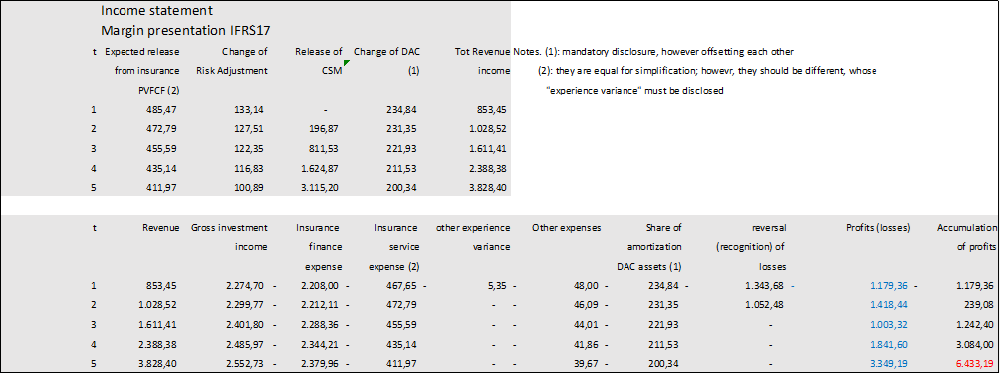 Income statement
Margin presentation IFRS17
t Expected release Change of Release of Change of DAC Tot Revenue Notes. (1): mandatory disclosure, however offsetting each other
from insurance Risk Adjustment CSM (1) income (2): they are equal for simplification; howevr, they should be different, whose
PVFCF (2) "experience variance" must be disclosed
1 485,47 133,14 - 234,84 853,45
2 472,79 127,51 196,87 231,35 1.028,52
3 455,59 122,35 811,53 221,93 1.611,41
4 435,14 116,83 1.624,87 211,53 2.388,38
5 411,97 100,89 3.115,20 200,34 3.828,40
t Revenue Gross investment Insurance Insurance other experience Other expenses Share of reversal Profits (losses) Accumulation
income finance service variance amortization (recognition) of of profits
expense expense (2) DAC assets (1) losses
1 853,45 2.274,70 - 2.208,00 - 467,65 - 5,35 - 48,00 - 234,84 - 1.343,68 - 1.179,36 - 1.179,36
2 1.028,52 2.299,77 - 2.212,11 - 472,79 - - 46,09 - 231,35 1.052,48 1.418,44 239,08
3 1.611,41 2.401,80 - 2.288,36 - 455,59 - - 44,01 - 221,93 - 1.003,32 1.242,40
4 2.388,38 2.485,97 - 2.344,21 - 435,14 - - 41,86 - 211,53 - 1.841,60 3.084,00
5 3.828,40 2.552,73 - 2.379,96 - 411,97 - - 39,67 - 200,34 - 3.349,19 6.433,19